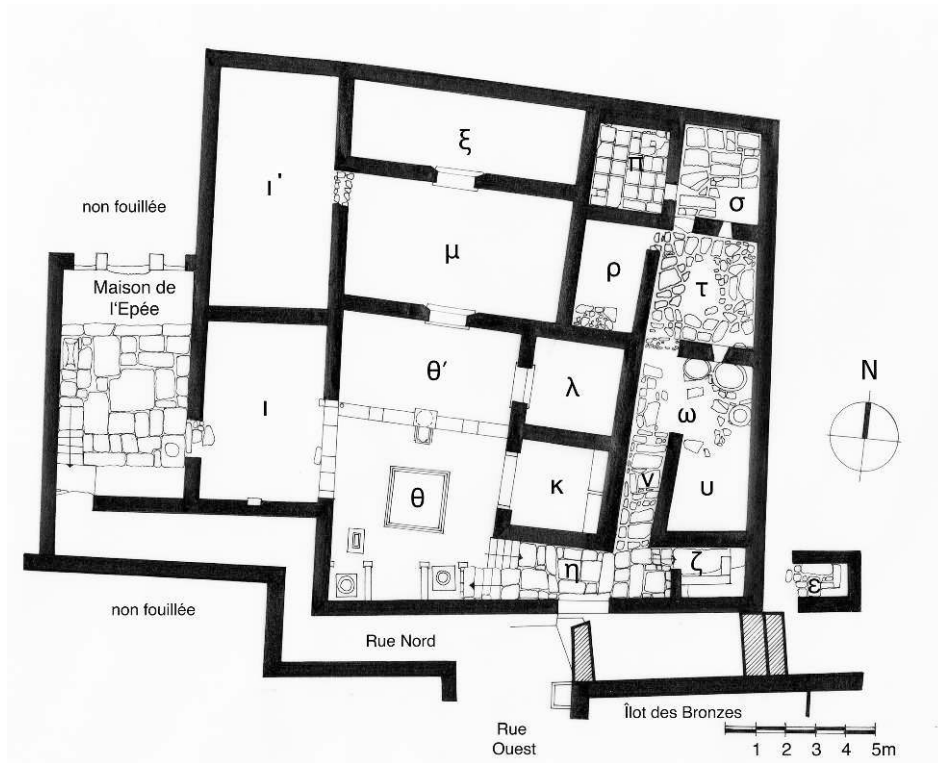 ξ
π
ι'
σ
non fouillée
μ
ρ
τ
Maison de
l'Epée
θ'
λ
N
ι
ω
θ
κ
ν
υ
η
ζ
ε
non fouillée
Rue Nord
Îlot des Bronzes
Rue
Ouest
1 2 3 4 5m